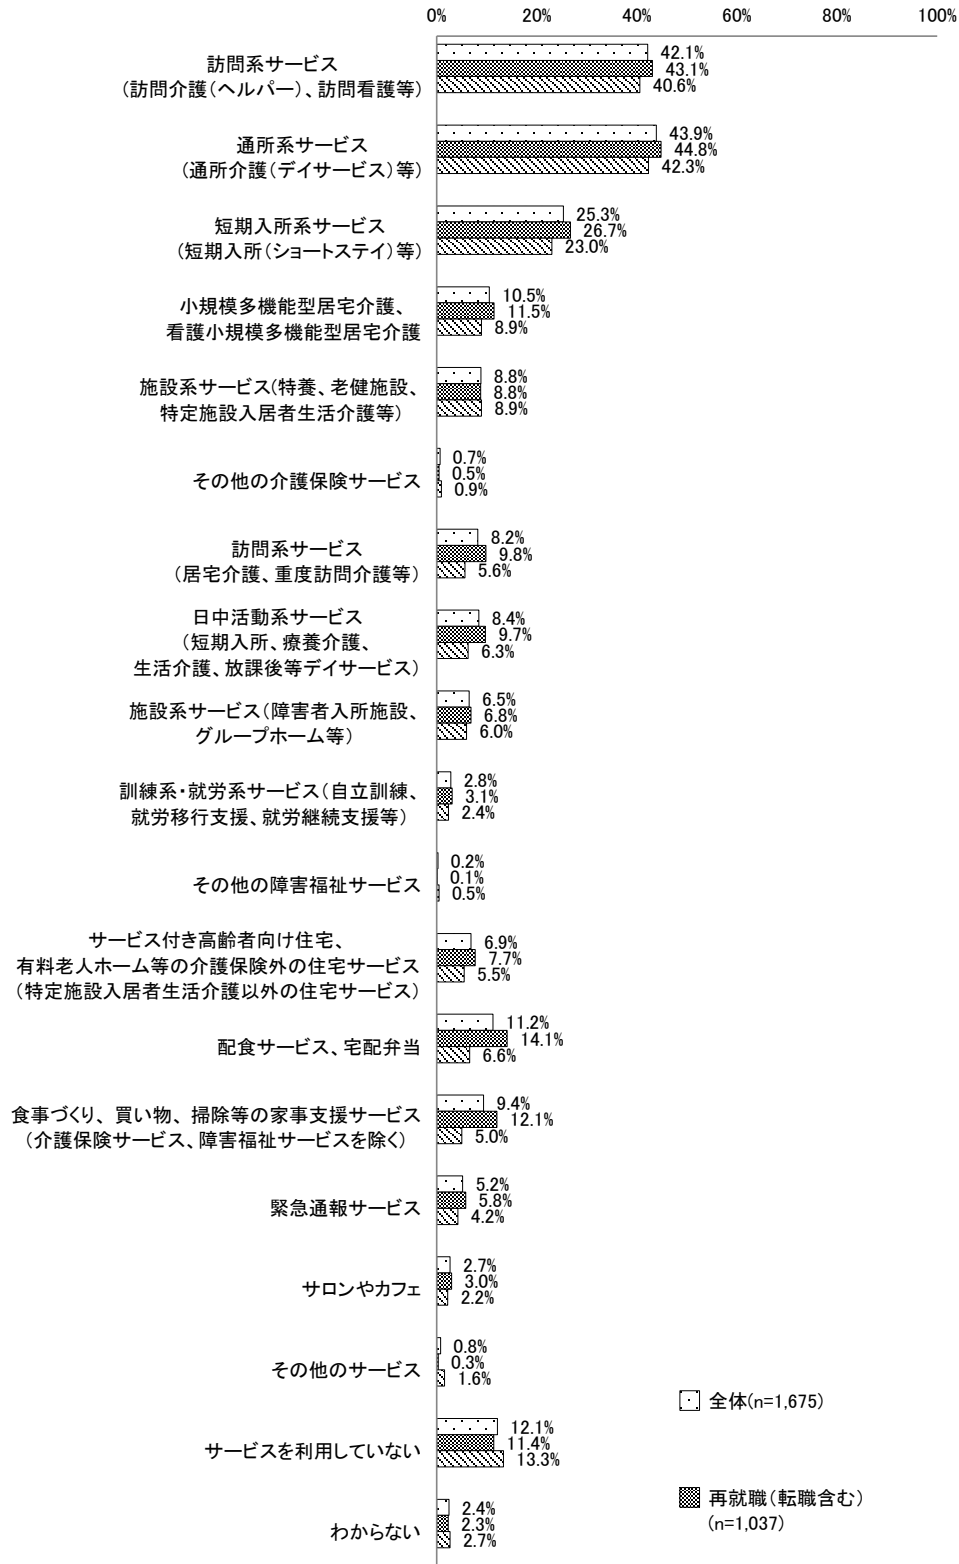 0% 20% 40% 60% 80% 100%
訪問系サービス
（訪問介護（ヘルパー）、訪問看護等）
42.1%
43.1%
40.6%
通所系サービス
（通所介護（デイサービス）等）
43.9%
44.8%
42.3%
短期入所系サービス
（短期入所（ショートステイ）等）
25.3%
26.7%
23.0%
小規模多機能型居宅介護、
看護小規模多機能型居宅介護
10.5%
11.5%
8.9%
施設系サービス（特養、老健施設、
特定施設入居者生活介護等）
8.8%
8.8%
8.9%
その他の介護保険サービス
0.7%
0.5%
0.9%
訪問系サービス
（居宅介護、重度訪問介護等）
8.2%
9.8%
5.6%
日中活動系サービス
（短期入所、療養介護、
生活介護、放課後等デイサービス）
8.4%
9.7%
6.3%
施設系サービス（障害者入所施設、
グループホーム等）
6.5%
6.8%
6.0%
訓練系・就労系サービス（自立訓練、
就労移行支援、就労継続支援等）
2.8%
3.1%
2.4%
その他の障害福祉サービス
0.2%
0.1%
0.5%
サービス付き高齢者向け住宅、
有料老人ホーム等の介護保険外の住宅サービス
（特定施設入居者生活介護以外の住宅サービス）
6.9%
7.7%
5.5%
配食サービス、宅配弁当
11.2%
14.1%
6.6%
食事づくり、買い物、掃除等の家事支援サービス
（介護保険サービス、障害福祉サービスを除く）
9.4%
12.1%
5.0%
緊急通報サービス
5.2%
5.8%
4.2%
サロンやカフェ
2.7%
3.0%
2.2%
その他のサービス
0.8%
0.3%
1.6%
サービスを利用していない
12.1%
11.4%
13.3%
わからない
2.4%
2.3%
2.7%
全体(n=1,675)
再就職（転職含む）
(n=1,037)